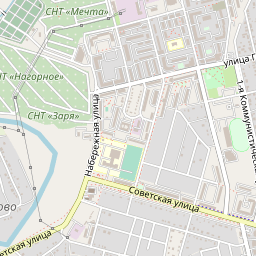 СНТ «Мечта»
улица Г
СНТ «Нагорное»
1-я Коммунистическ
СНТ «Заря»
Набережная улица
Советская улица
ово
етская улица